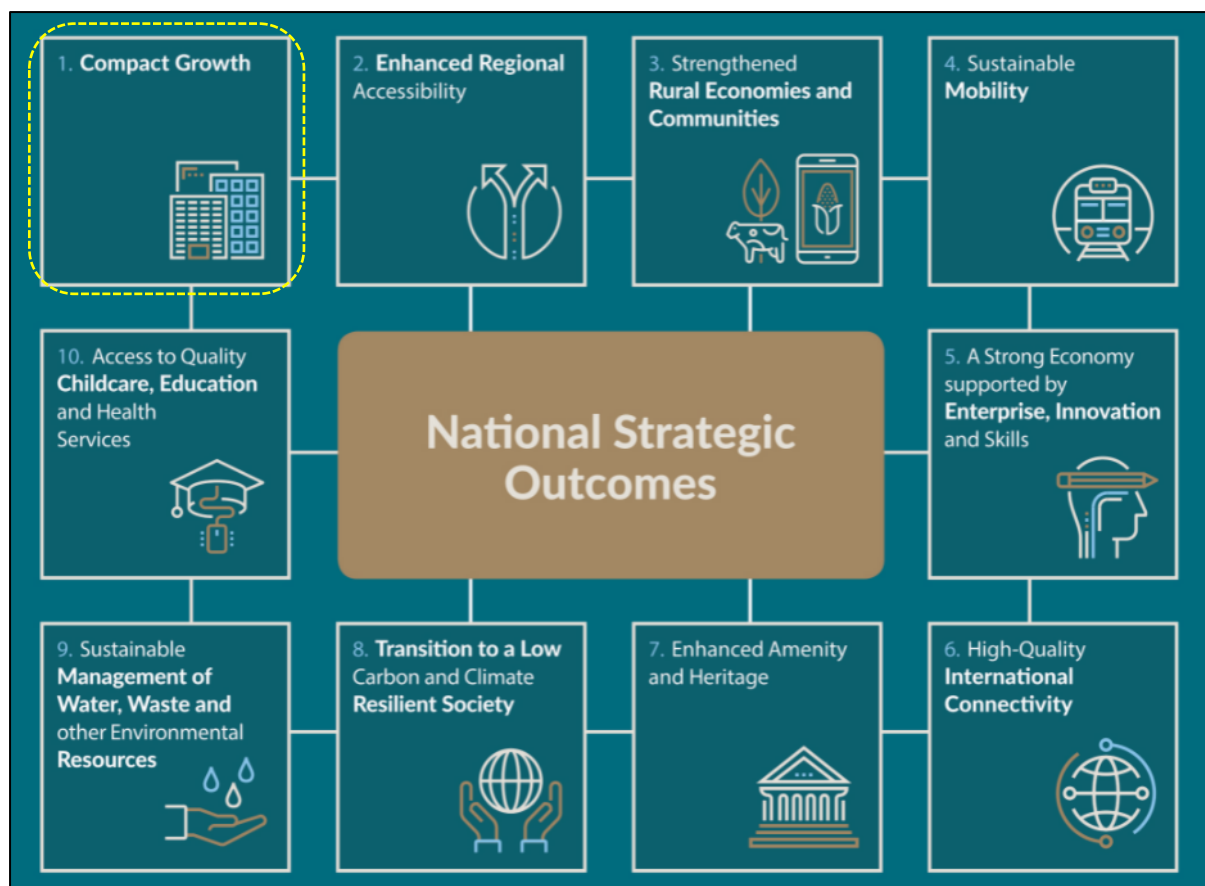 1. Compact Growth
2. Enhanced Regional
Accessibility
3. Strengthened
Rural Economies and
Communities
4. Sustainable
Mobility
10. Access to Quality
Childcare, Education
and Health
Services
National Strategic
Outcomes
5. A Strong Economy
supported by
Enterprise, Innovation
and Skills
9. Sustainable
Management of
Water, Waste and
other Environmental
Resources
8. Transition to a Low
Carbon and Climate
Resilient Society
7. Enhanced Amenity
and Heritage
6. High-Quality
International
Connectivity